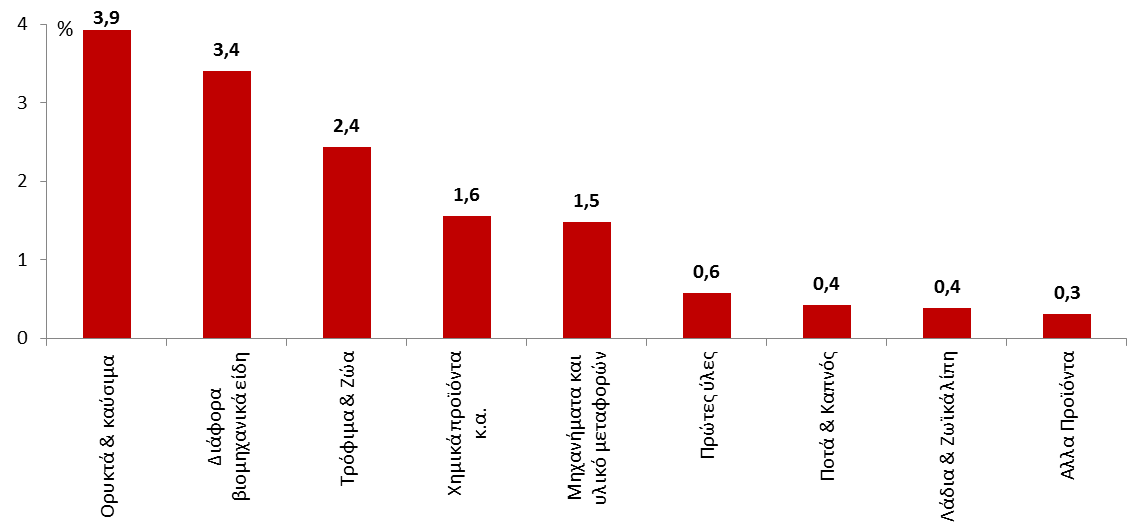 4
%
3
2
1
0
3,9
3,4
2,4
1,6
1,5
0,6
0,4
0,4
0,3
Ορυκτά & καύσιμα
Διάφορα
βιομηχανικά είδη
Τρόφιμα & Ζώα
Χημικά προϊόντα
κ.α.
Μηχανήματα και
υλικό μεταφορών
Πρώτες ύλες
Ποτά & Καπνός
Λάδια & Ζωϊκά λίπη
Αλλα Προϊόντα